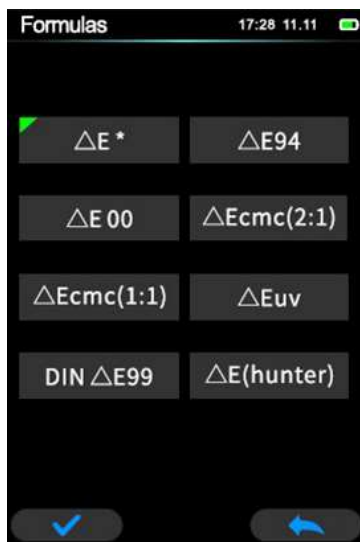 Formulas 17:28 11.11
△E* △E94
△E 00 △Ecmc(2:1)
△Ecmc(1:1) △Euv
DIN △E99 △E(hunter)